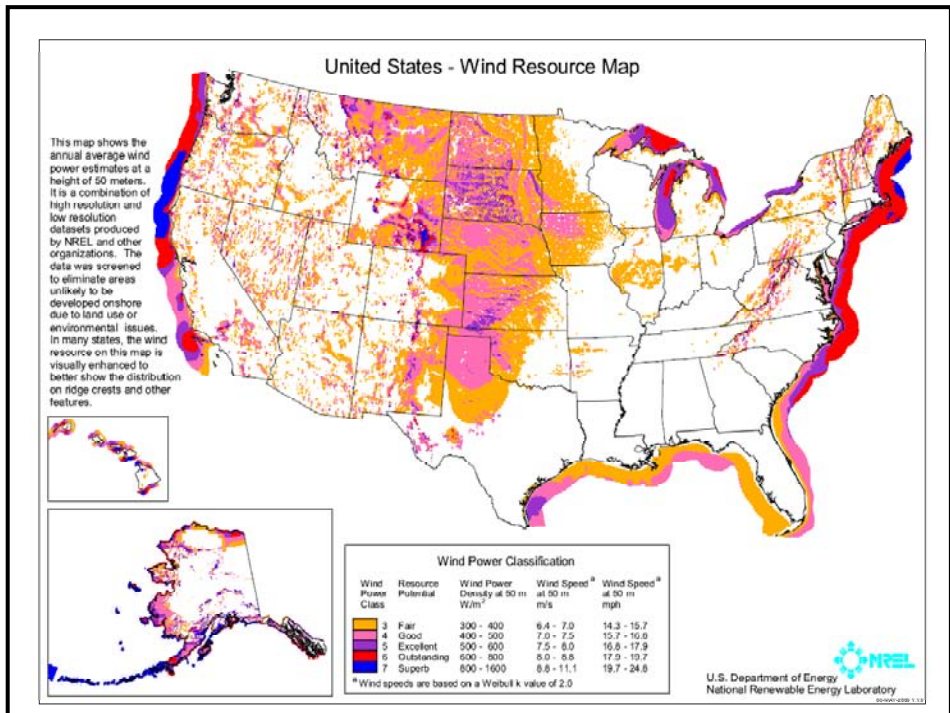 United States - Wind Resource Map
This map shows the
annual average wind
power estimates at a
height of 50 meters.
It is a combination of
high resolution and
low resolution
datasets produced
by NREL and other
organizations. The
data was screened
to eliminate areas
unlikely to be
developed onshore
due to land use or
environmental issues.
In many states, the wind
resource on this map is
visually enhanced to
better show the distribution
on ridge crests and other
features.
Wind Power Classification
Wind Power Class Resource Potential Wind Power Density at 50 m W/m² Wind Speed ª at 50 m m/s Wind Speed ª at 50 m mph
3 Fair 300 - 400 6.4 - 7.0 14.3 - 15.7
4 Good 400 - 500 7.0 - 7.5 15.7 - 16.8
5 Excellent 500 - 600 7.5 - 8.0 16.8 - 17.9
6 Outstanding 600 - 800 8.0 - 8.8 17.9 - 19.7
7 Superb 800 - 1600 8.8 - 11.1 19.7 - 24.8
ª Wind speeds are based on a Weibull k value of 2.0
NREL
U.S. Department of Energy
National Renewable Energy Laboratory